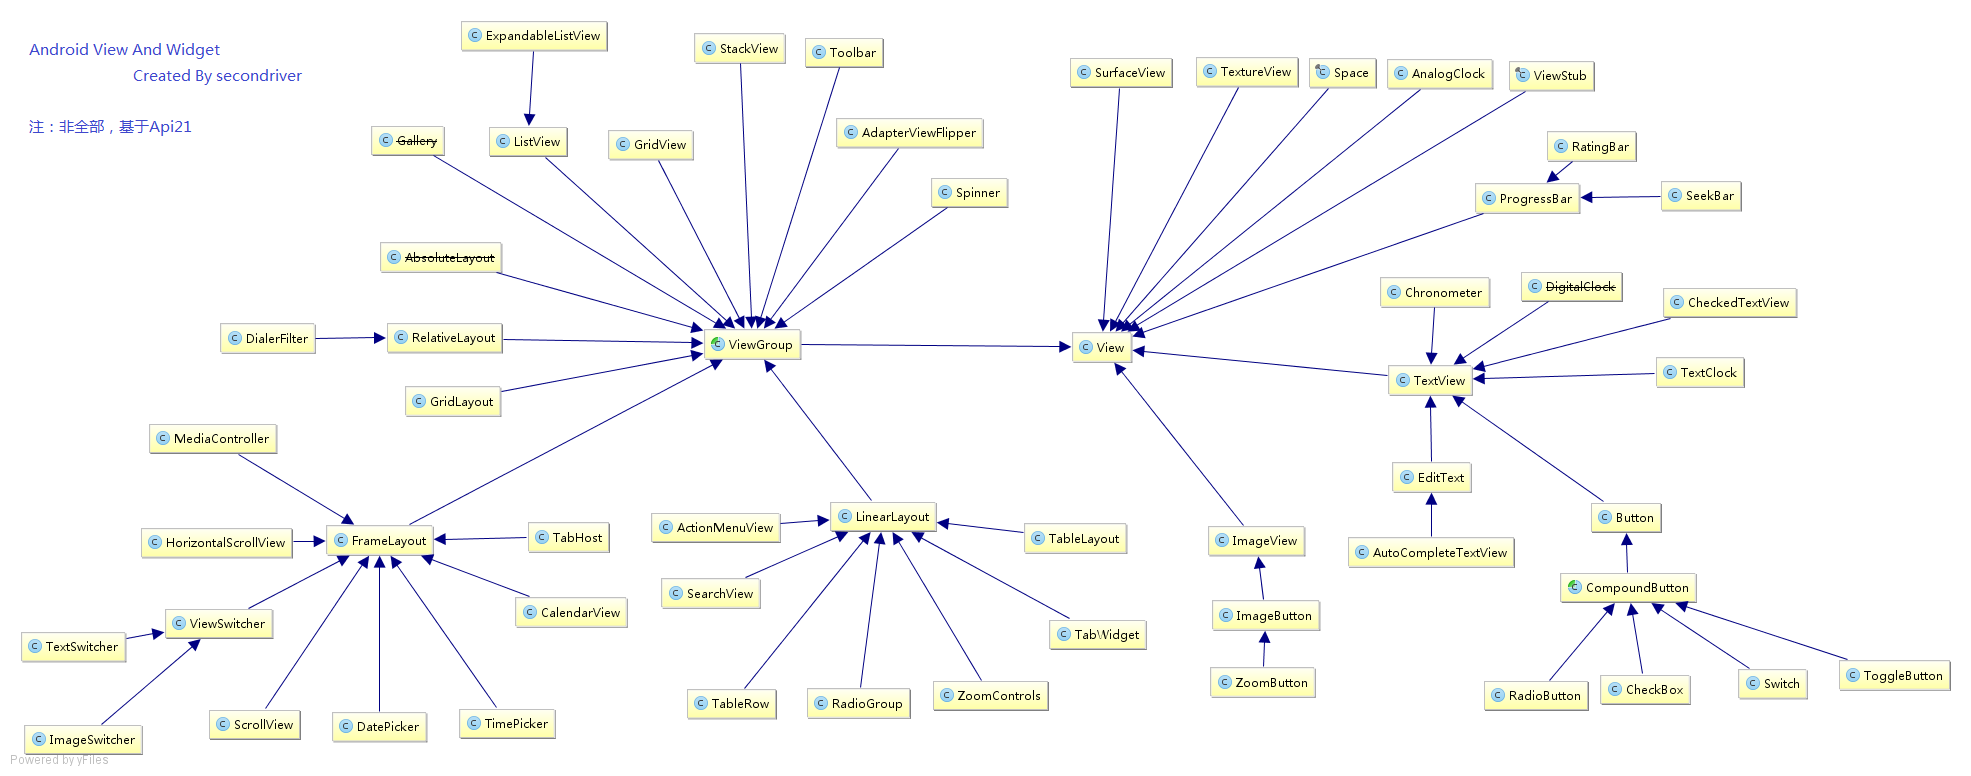 Android View And Widget
Created By secondriver
注：非全部，基于Api21
ExpandableListView
StackView
Toolbar
SurfaceView
TextureView
Space
AnalogClock
ViewStub
Gallery
ListView
GridView
AdapterViewFlipper
RatingBar
Spinner
ProgressBar
SeekBar
AbsoluteLayout
Chronometer
DigitalClock
CheckedTextView
DialerFilter
RelativeLayout
ViewGroup
View
TextView
TextClock
GridLayout
MediaController
HorizontalScrollView
FrameLayout
TabHost
ActionMenuView
LinearLayout
TableLayout
ImageView
EditText
Button
AutoCompleteTextView
ViewSwitcher
CalendarView
SearchView
TabWidget
ImageButton
CompoundButton
TextSwitcher
ImageSwitcher
ScrollView
DatePicker
TimePicker
TableRow
RadioGroup
ZoomControls
ZoomButton
RadioButton
CheckBox
Switch
ToggleButton
Powered by yFiles